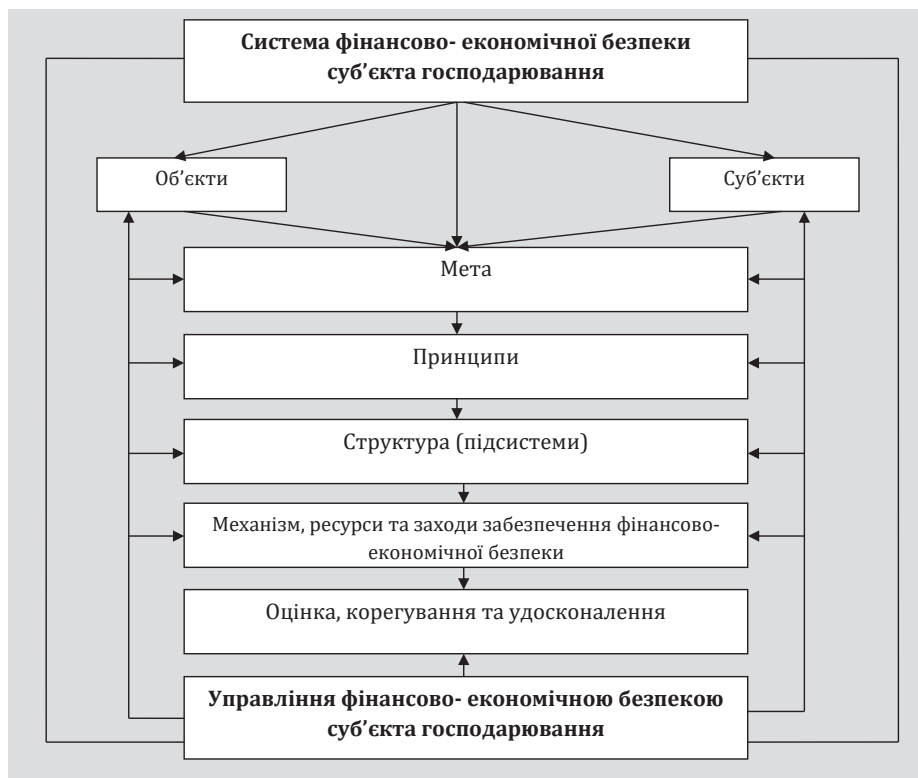 Система фінансово- економічної безпеки
суб’єкта господарювання
Об’єкти
Суб’єкти
Мета
Принципи
Структура (підсистеми)
Механізм, ресурси та заходи забезпечення фінансово-
економічної безпеки
Оцінка, корегування та удосконалення
Управління фінансово- економічною безпекою
суб’єкта господарювання